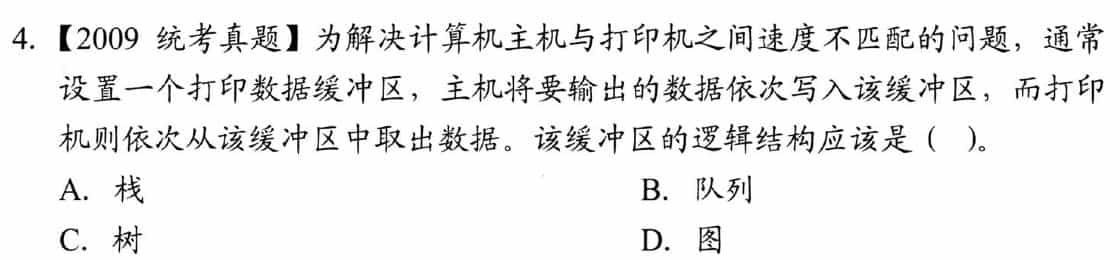 4. 【2009 统考真题】为解决计算机主机与打印机之间速度不匹配的问题，通常
设置一个打印数据缓冲区，主机将要输出的数据依次写入该缓冲区，而打印
机则依次从该缓冲区中取出数据。该缓冲区的逻辑结构应该是（ ）。
A. 栈 B. 队列
C. 树 D. 图